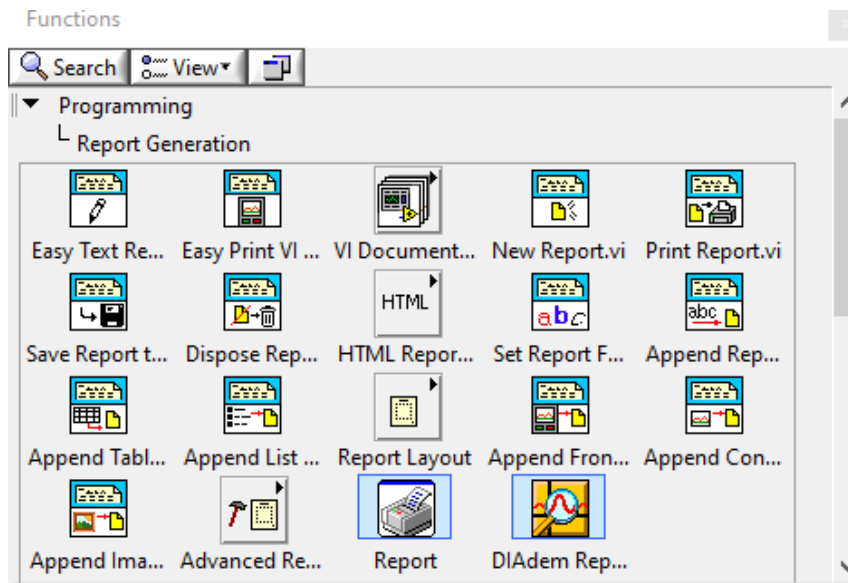 Functions
Search View
Programming
Report Generation
Easy Text Re... Easy Print VI ... VI Document... New Report.vi Print Report.vi
HTML
abc
abc
Save Report t... Dispose Rep... HTML Repor... Set Report F... Append Rep...
Append Tabl... Append List ... Report Layout Append Fron... Append Con...
Append Ima... Advanced Re... Report DIAdem Rep...